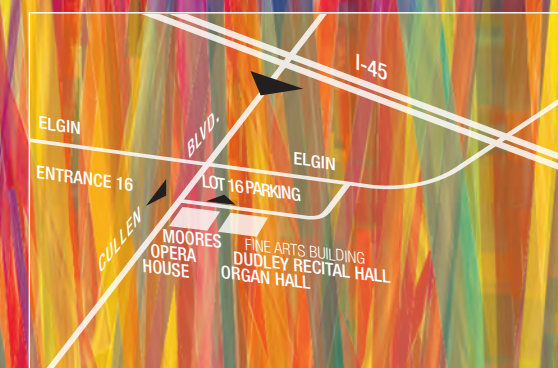 I-45
ELGIN
BLVD.
ELGIN
ENTRANCE 16
LOT 16 PARKING
CULLEN
MOORES
OPERA
HOUSE
FINE ARTS BUILDING
DUDLEY RECITAL HALL
ORGAN HALL